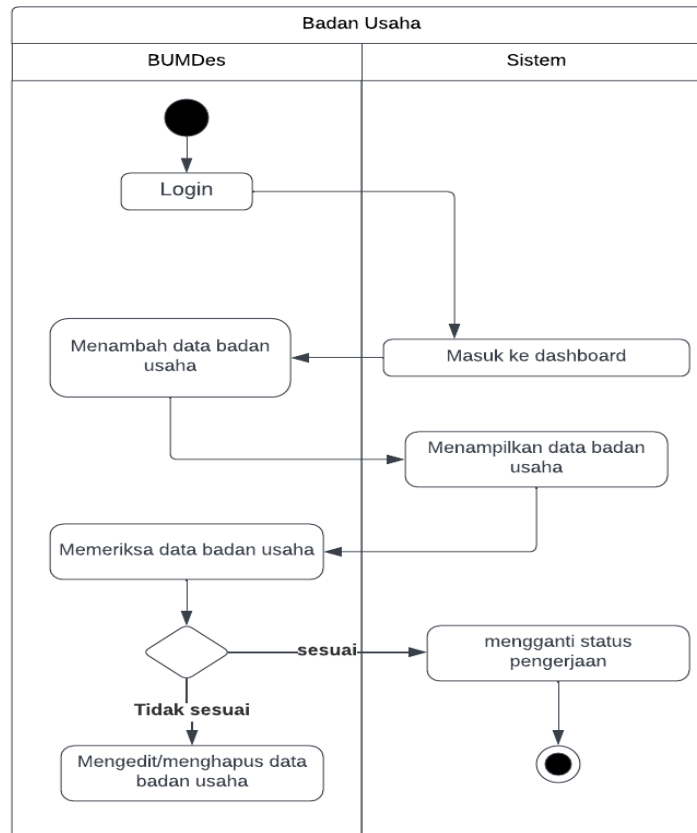 Badan Usaha
BUMDes
Sistem
Login
Masuk ke dashboard
Menambah data badan
usaha
Menampilkan data badan
usaha
Memeriksa data badan usaha
sesuai
mengganti status
pengerjaan
Tidak sesuai
Mengedit/menghapus data
badan usaha